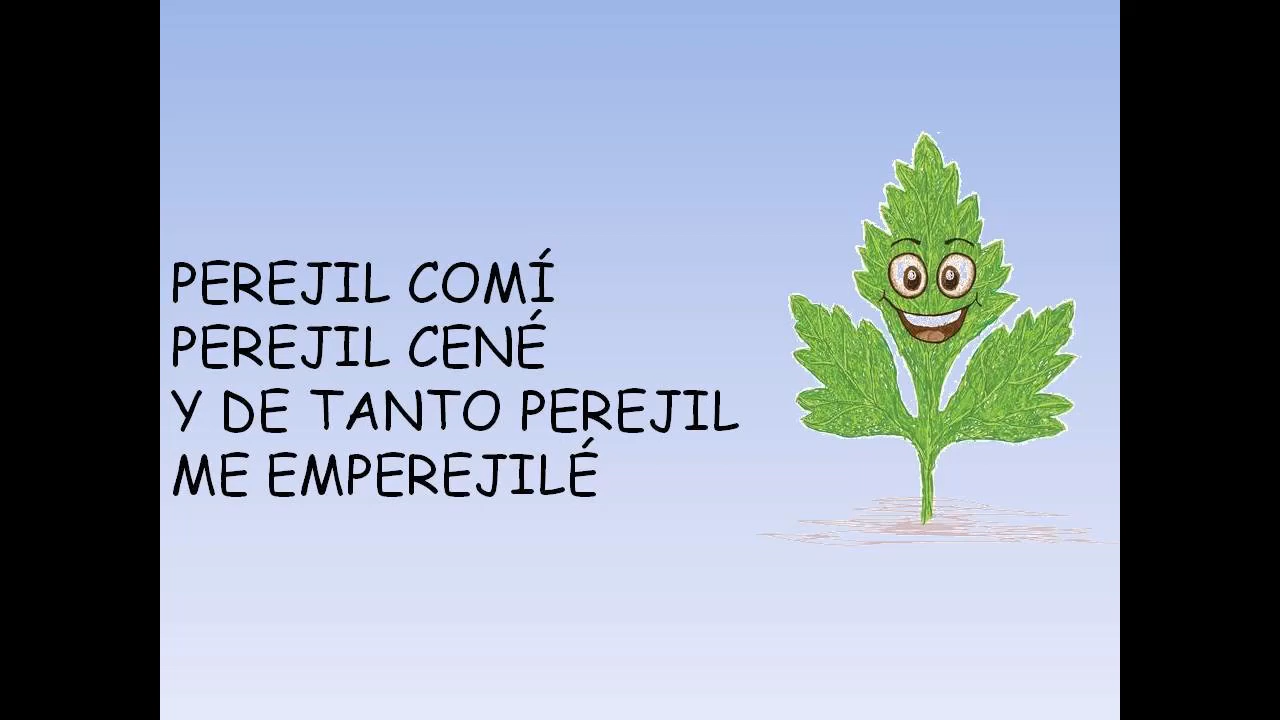 PEREJIL COMÍ
PEREJIL CENÉ
Y DE TANTO PEREJIL
ME EMPEREJILÉ